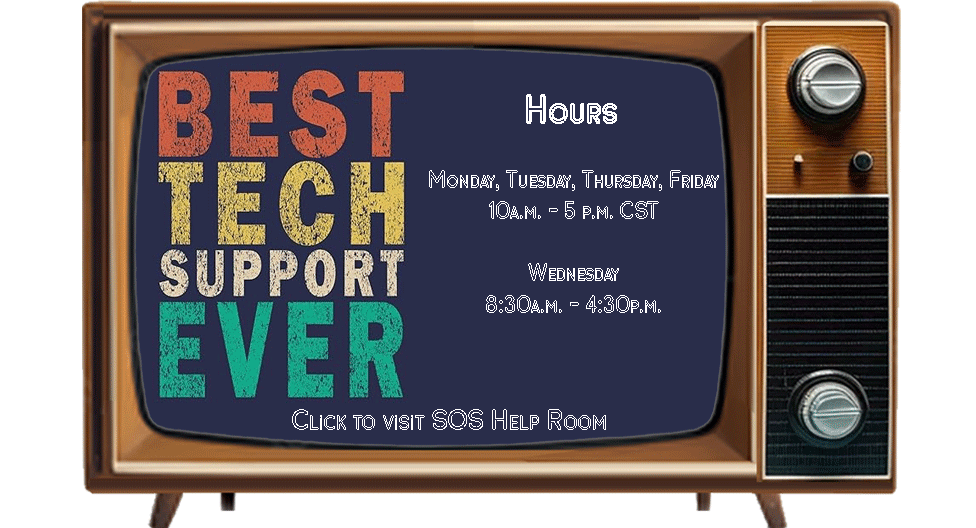 BEST
TECH
SUPPORT
EVER
Hours
Monday, Tuesday, Thursday, Friday
10a.m. - 5 p.m. CST
Wednesday
8:30a.m. - 4:30p.m.
Click to visit SOS Help Room